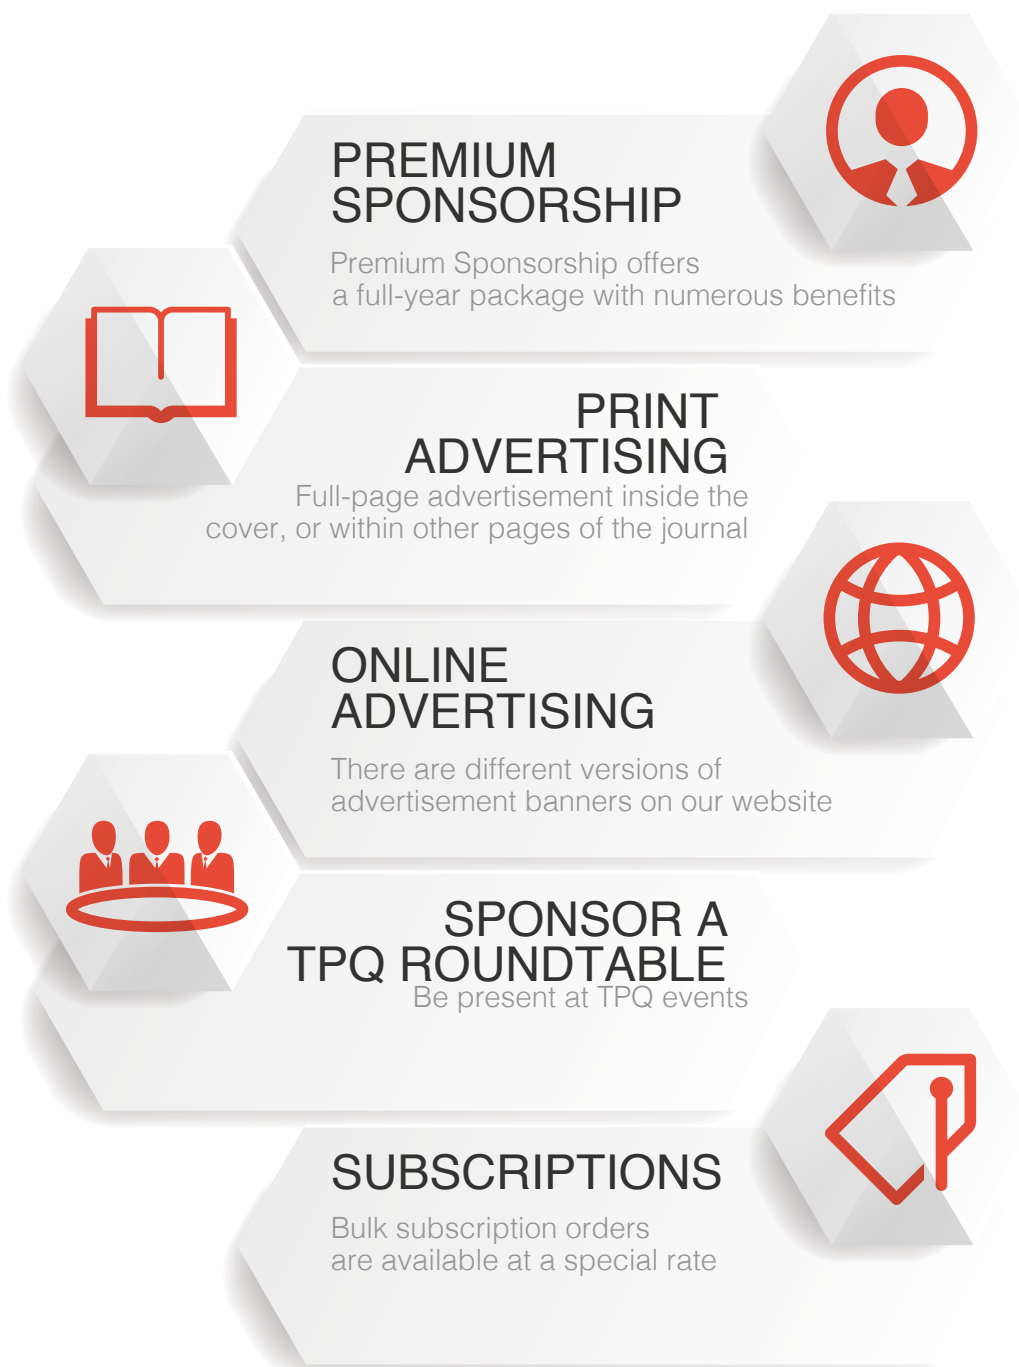 PREMIUM
SPONSORSHIP
Premium Sponsorship offers
a full-year package with numerous benefits
PRINT
ADVERTISING
Full-page advertisement inside the
cover, or within other pages of the journal
ONLINE
ADVERTISING
There are different versions of
advertisement banners on our website
SPONSOR A
TPQ ROUNDTABLE
Be present at TPQ events
SUBSCRIPTIONS
Bulk subscription orders
are available at a special rate